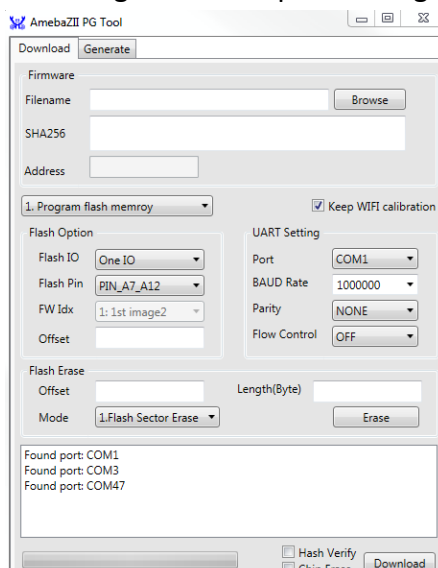 AmebaZII PG Tool
Download Generate
Firmware
Filename Browse
SHA256
Address
1. Program flash memroy Keep WIFI calibration
Flash Option UART Setting
Flash IO One IO Port COM1
Flash Pin PIN_A7_A12 BAUD Rate 1000000
FW Idx 1: 1st image2 Parity NONE
Offset Flow Control OFF
Flash Erase
Offset Length(Byte)
Mode 1.Flash Sector Erase Erase
Found port: COM1
Found port: COM3
Found port: COM47
Hash Verify
Download